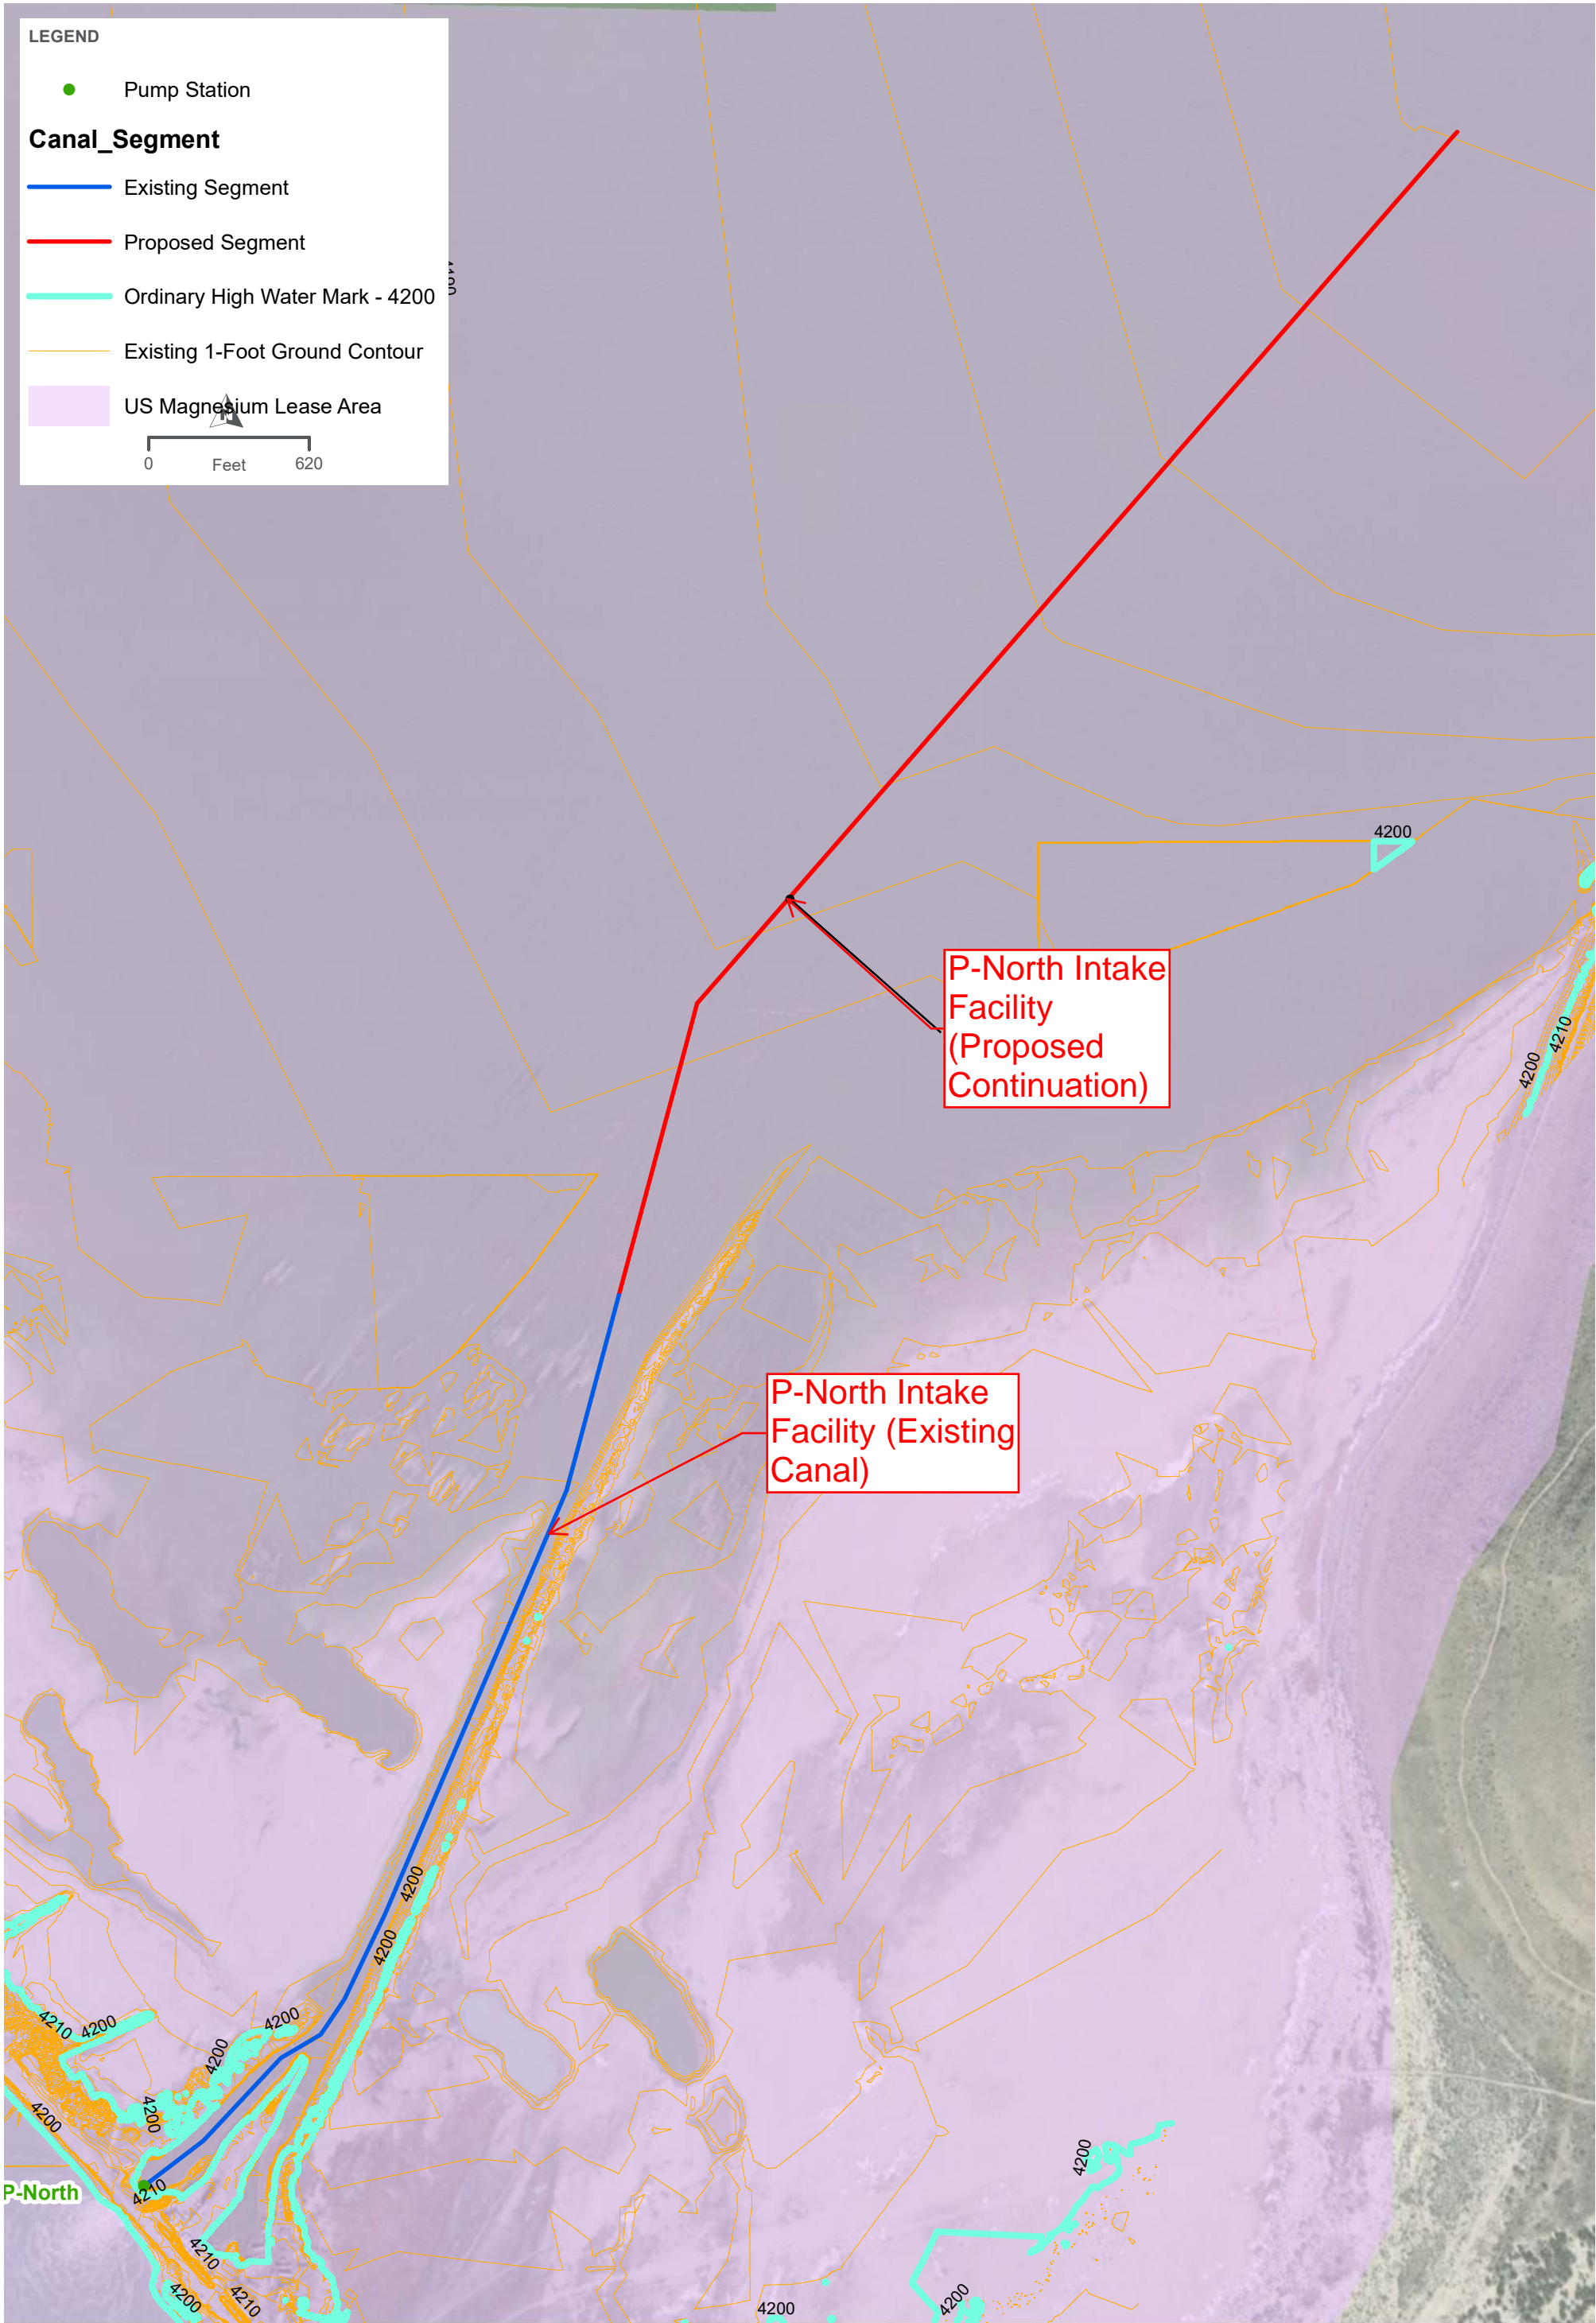 LEGEND
Pump Station
Canal_Segment
Existing Segment
Proposed Segment
Ordinary High Water Mark - 4200
Existing 1-Foot Ground Contour
US Magnesium Lease Area
0 Feet 620
4200
P-North Intake
Facility
(Proposed
Continuation)
4210
4200
P-North Intake
Facility (Existing
Canal)
4200
4200
4200
4210
4200
4200
4200
4200
4200
P-North
4210
4210
4200
4210
4200
4200